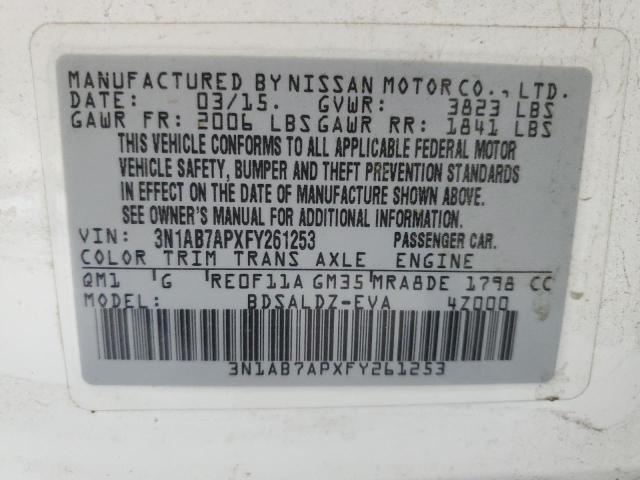 MANUFACTURED BY NISSAN MOTOR CO., LTD.
DATE: 03/15. GVWR: 3823 LBS
GAWR FR: 2006 LBS GAWR RR: 1841 LBS
THIS VEHICLE CONFORMS TO ALL APPLICABLE FEDERAL MOTOR
VEHICLE SAFETY, BUMPER AND THEFT PREVENTION STANDARDS
IN EFFECT ON THE DATE OF MANUFACTURE SHOWN ABOVE.
SEE OWNER'S MANUAL FOR ADDITIONAL INFORMATION.
VIN: 3N1AB7APXFY261253 PASSENGER CAR.
COLOR TRIM TRANS AXLE ENGINE
QM1 G RE0F11A GM35 MRA8DE 1798 CC
MODEL: BDSALDZ-EVA 4Z000
3N1AB7APXFY261253